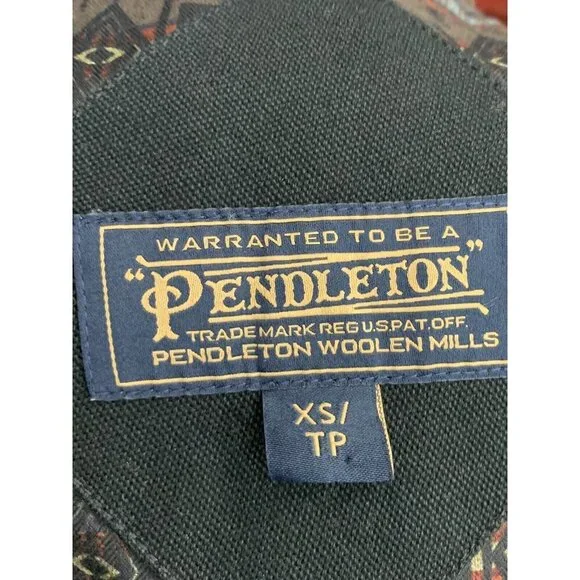 WARRANTED TO BE A
"PENDLETON"
TRADE MARK REG U.S. PAT. OFF.
PENDLETON WOOLEN MILLS
XS/
TP